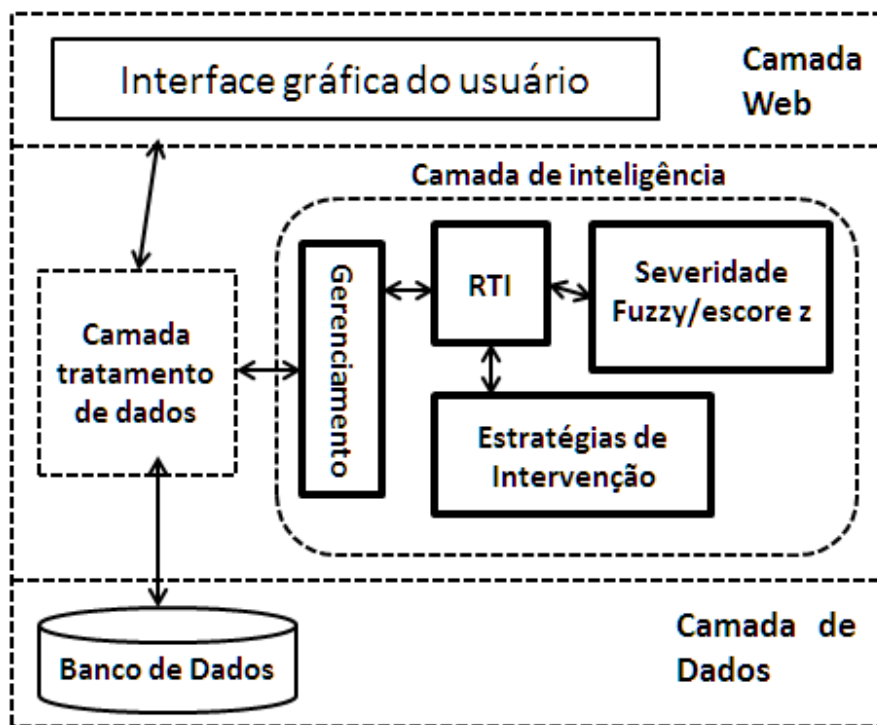 Interface gráfica do usuário
Camada
Web
Camada de inteligência
Gerenciamento
RTI
Severidade
Fuzzy/escore z
Camada
tratamento
de dados
Estratégias de
Intervenção
Banco de Dados
Camada de
Dados